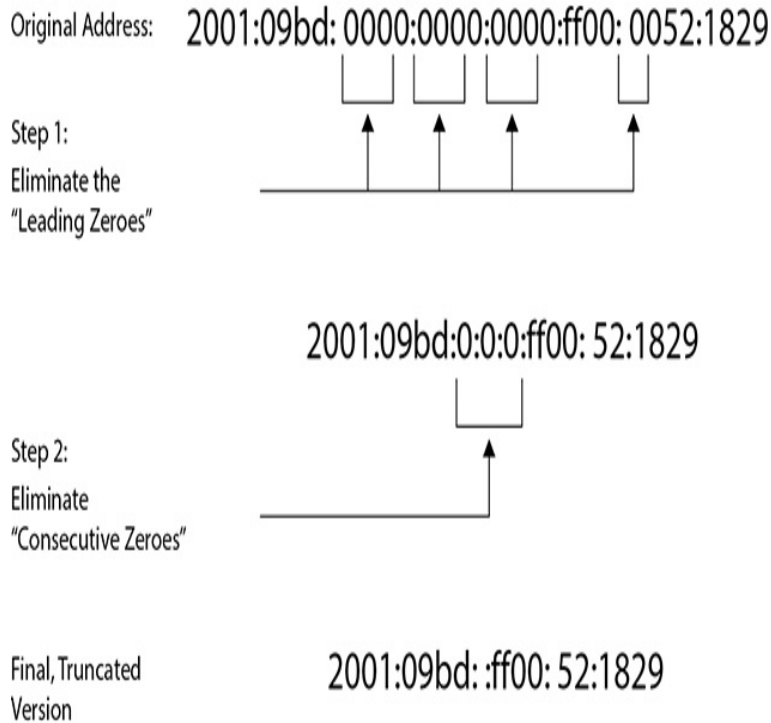 Original Address: 2001:09bd: 0000:0000:0000:ff00: 0052:1829
Step 1:
Eliminate the
“Leading Zeroes”
2001:09bd:0:0:0:ff00: 52:1829
Step 2:
Eliminate
“Consecutive Zeroes”
Final, Truncated 2001:09bd: :ff00: 52:1829
Version